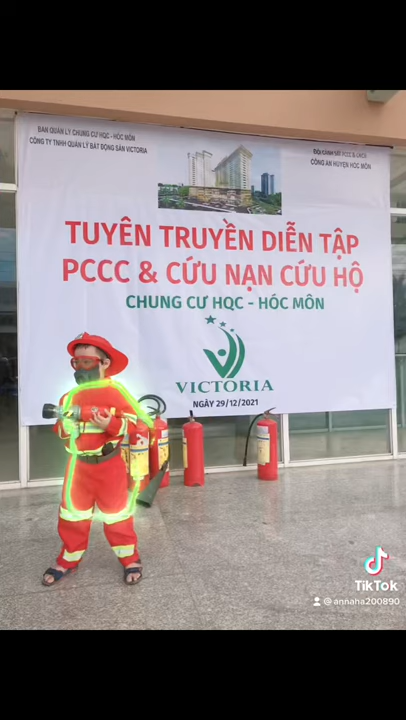 BAN QUẢN LÝ CHUNG CƯ HQC - HÓC MÔN
CÔNG TY TNHH QUẢN LÝ BẤT ĐỘNG SẢN VICTORIA
ĐỘI CẢNH SÁT PCCC & CNCH
CÔNG AN HUYỆN HÓC MÔN
TUYÊN TRUYỀN DIỄN TẬP
PCCC & CỨU NẠN CỨU HỘ
CHUNG CƯ HQC - HÓC MÔN
VICTORIA
NGÀY 29/12/2021
TikTok
@annaha200890